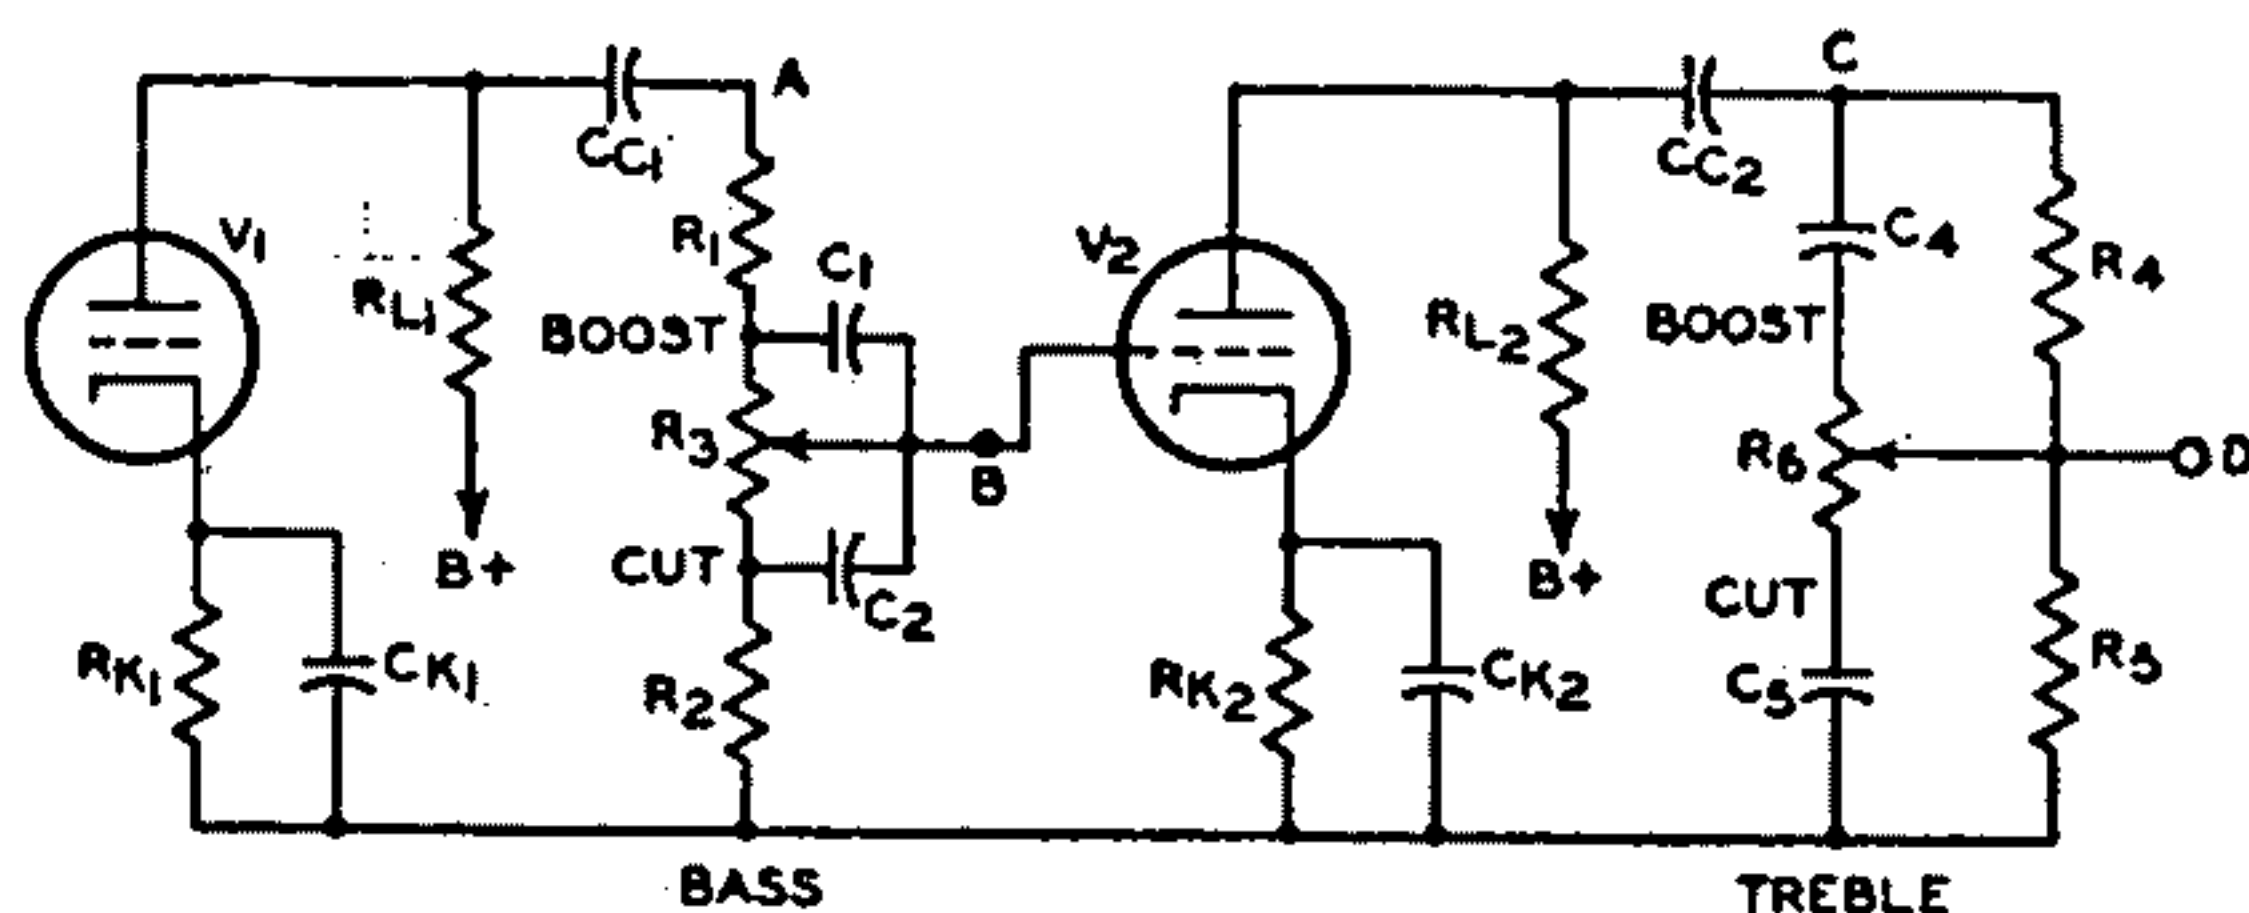 A
C
CC1
CC2
V1
RL1
R1
C1
V2
C4
R4
BOOST
RL2
BOOST
R3
B
R6
D
B+
CUT
C2
B+
CUT
RK1
CK1
R2
RK2
CK2
C5
R5
BASS
TREBLE